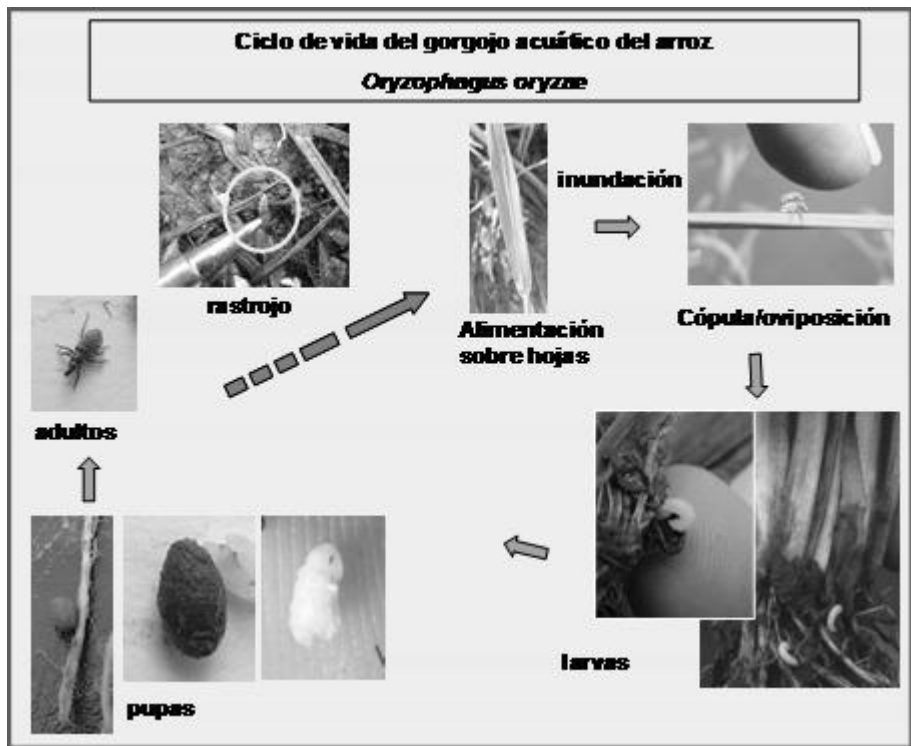 Ciclo de vida del gorgojo acuático del arroz
Oryzophagus oryzae
rastrojo
Alimentación
sobre hojas
inundación
Cópula/oviposición
adultos
larvas
pupas